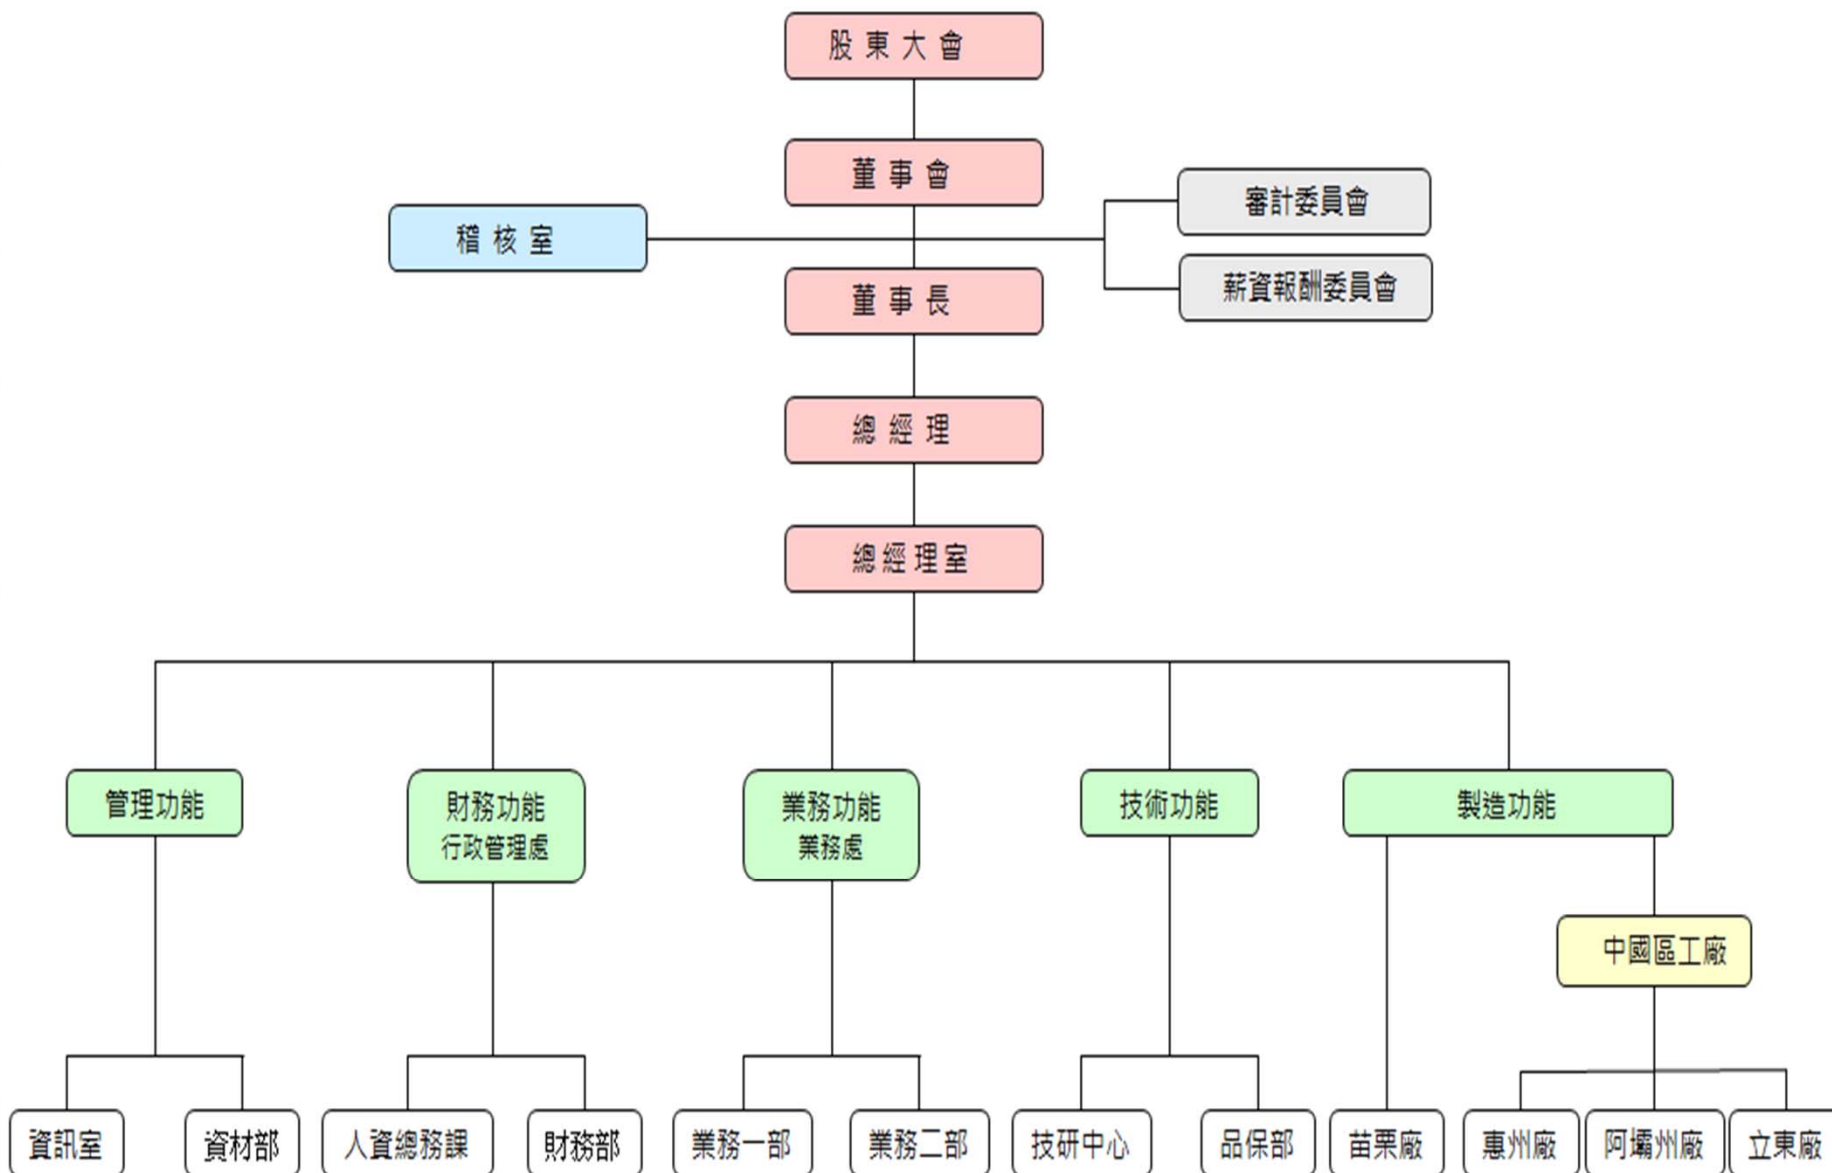 股東大會
董事會
審計委員會
稽核室
薪資報酬委員會
董事長
總經理
總經理室
管理功能
財務功能
行政管理處
業務功能
業務處
技術功能
製造功能
中國區工廠
資訊室
資材部
人資總務課
財務部
業務一部
業務二部
技研中心
品保部
苗栗廠
惠州廠
阿壩州廠
立東廠